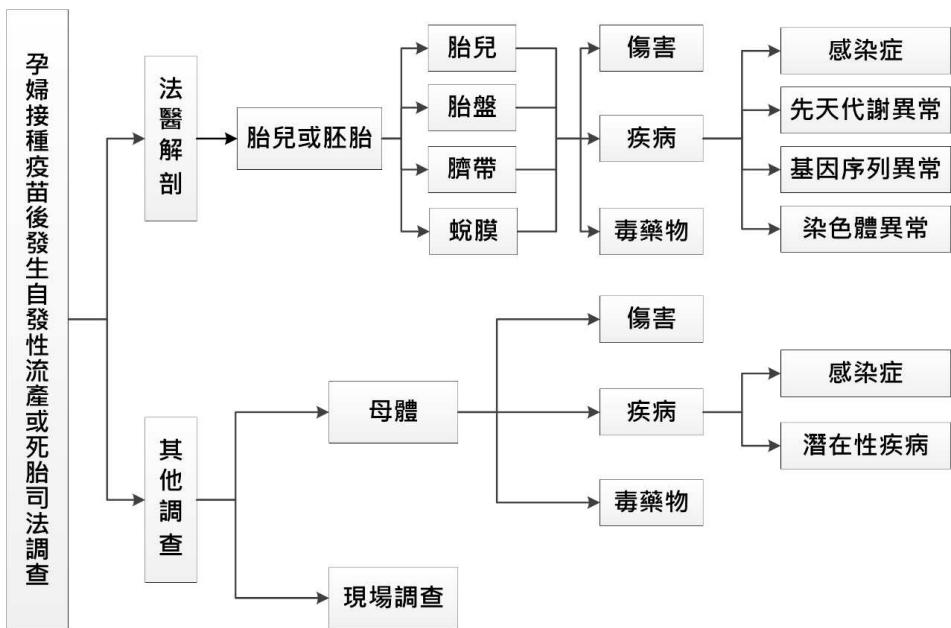 孕婦接種疫苗後發生自發性流產或死胎司法調查
法醫解剖
胎兒或胚胎
胎兒
胎盤
臍帶
蛻膜
傷害
疾病
毒藥物
感染症
先天代謝異常
基因序列異常
染色體異常
其他調查
母體
傷害
疾病
毒藥物
感染症
潛在性疾病
現場調查